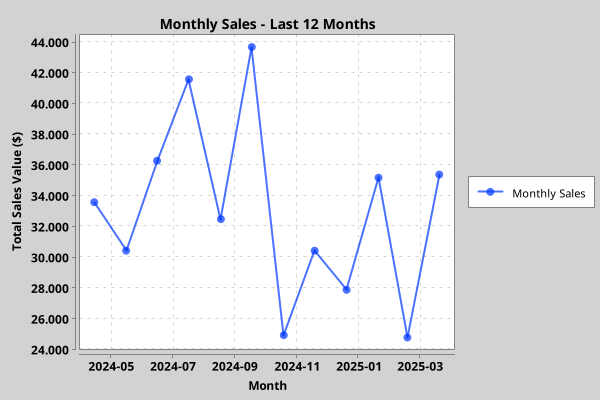 Monthly Sales - Last 12 Months
44.000
42.000
40.000
38.000
36.000
34.000
32.000
30.000
28.000
26.000
24.000
Total Sales Value ($)
2024-05 2024-07 2024-09 2024-11 2025-01 2025-03
Month
Monthly Sales